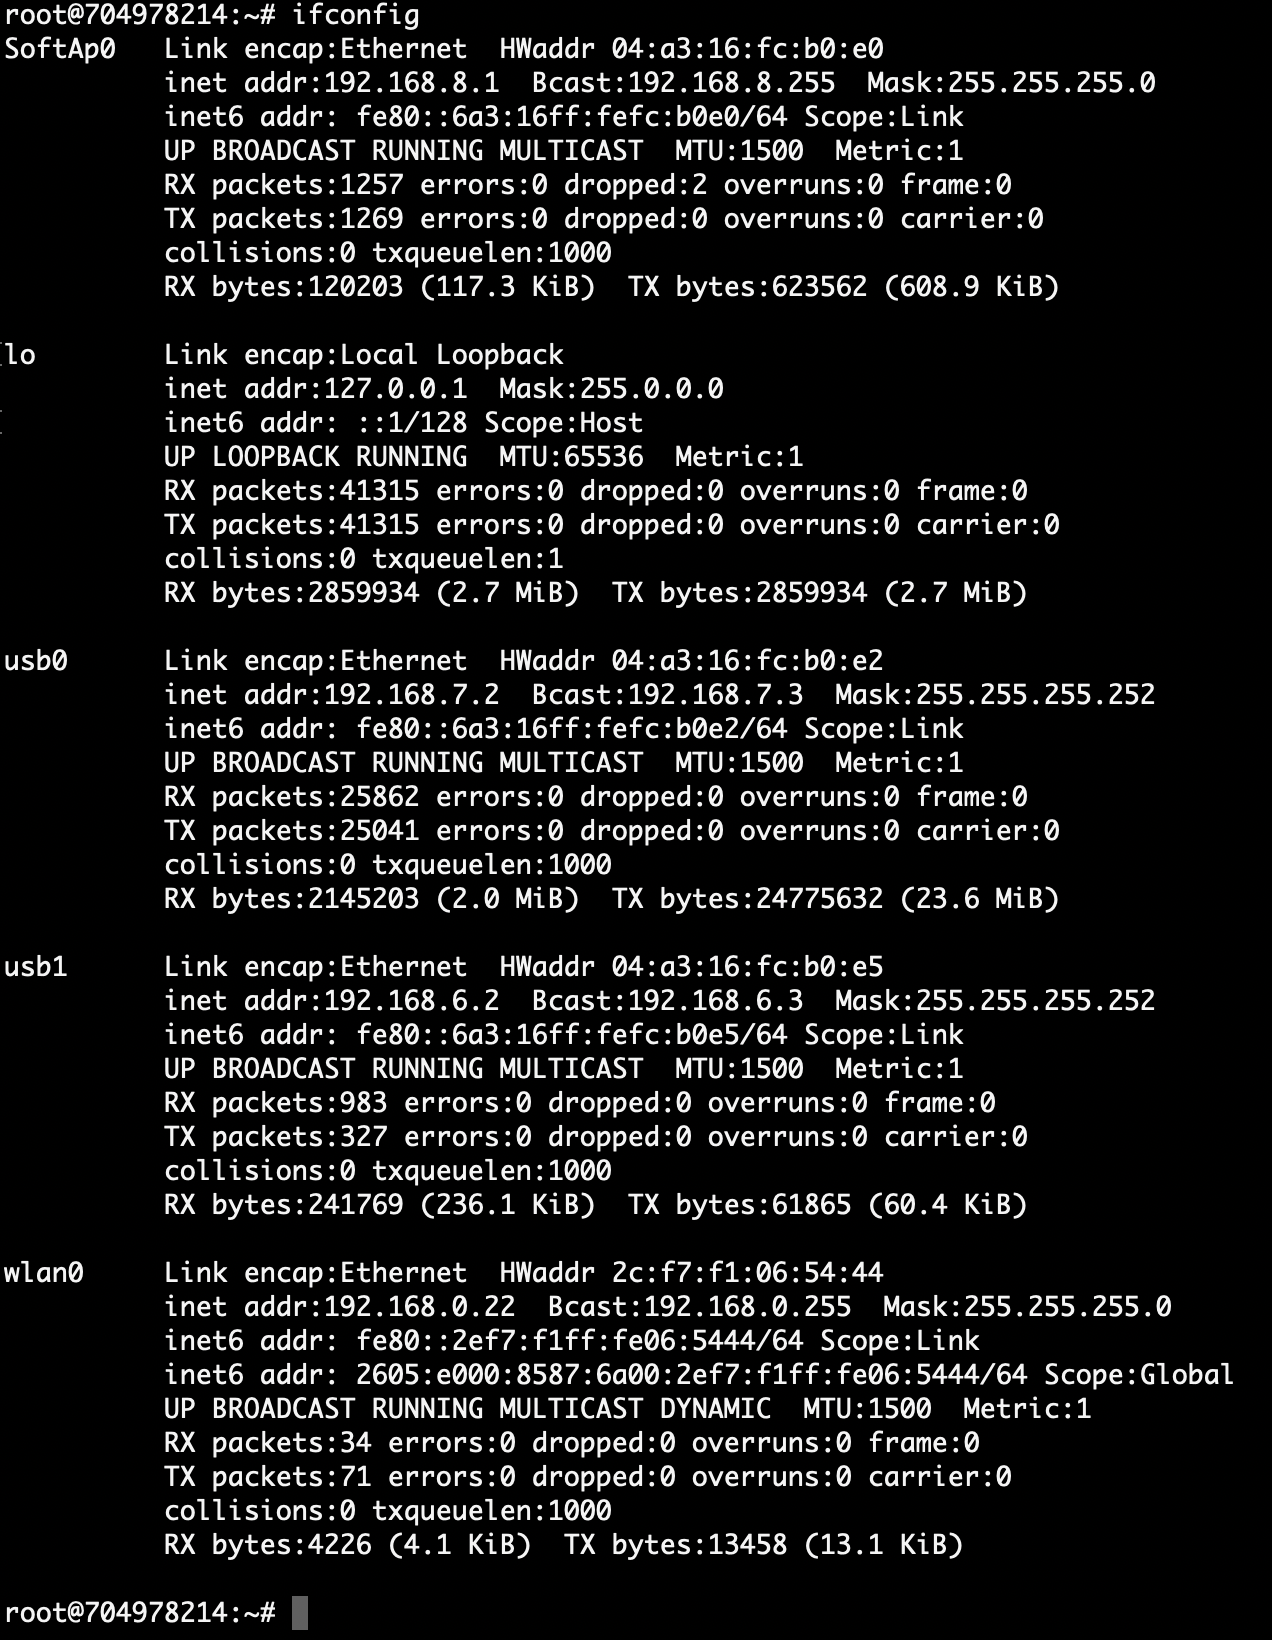 root@704978214:~# ifconfig
SoftAp0   Link encap:Ethernet  HWaddr 04:a3:16:fc:b0:e0
          inet addr:192.168.8.1  Bcast:192.168.8.255  Mask:255.255.255.0
          inet6 addr: fe80::6a3:16ff:fefc:b0e0/64 Scope:Link
          UP BROADCAST RUNNING MULTICAST  MTU:1500  Metric:1
          RX packets:1257 errors:0 dropped:2 overruns:0 frame:0
          TX packets:1269 errors:0 dropped:0 overruns:0 carrier:0
          collisions:0 txqueuelen:1000
          RX bytes:120203 (117.3 KiB)  TX bytes:623562 (608.9 KiB)

lo        Link encap:Local Loopback
          inet addr:127.0.0.1  Mask:255.0.0.0
          inet6 addr: ::1/128 Scope:Host
          UP LOOPBACK RUNNING  MTU:65536  Metric:1
          RX packets:41315 errors:0 dropped:0 overruns:0 frame:0
          TX packets:41315 errors:0 dropped:0 overruns:0 carrier:0
          collisions:0 txqueuelen:1
          RX bytes:2859934 (2.7 MiB)  TX bytes:2859934 (2.7 MiB)

usb0      Link encap:Ethernet  HWaddr 04:a3:16:fc:b0:e2
          inet addr:192.168.7.2  Bcast:192.168.7.3  Mask:255.255.255.252
          inet6 addr: fe80::6a3:16ff:fefc:b0e2/64 Scope:Link
          UP BROADCAST RUNNING MULTICAST  MTU:1500  Metric:1
          RX packets:25862 errors:0 dropped:0 overruns:0 frame:0
          TX packets:25041 errors:0 dropped:0 overruns:0 carrier:0
          collisions:0 txqueuelen:1000
          RX bytes:2145203 (2.0 MiB)  TX bytes:24775632 (23.6 MiB)

usb1      Link encap:Ethernet  HWaddr 04:a3:16:fc:b0:e5
          inet addr:192.168.6.2  Bcast:192.168.6.3  Mask:255.255.255.252
          inet6 addr: fe80::6a3:16ff:fefc:b0e5/64 Scope:Link
          UP BROADCAST RUNNING MULTICAST  MTU:1500  Metric:1
          RX packets:983 errors:0 dropped:0 overruns:0 frame:0
          TX packets:327 errors:0 dropped:0 overruns:0 carrier:0
          collisions:0 txqueuelen:1000
          RX bytes:241769 (236.1 KiB)  TX bytes:61865 (60.4 KiB)

wlan0     Link encap:Ethernet  HWaddr 2c:f7:f1:06:54:44
          inet addr:192.168.0.22  Bcast:192.168.0.255  Mask:255.255.255.0
          inet6 addr: fe80::2ef7:f1ff:fe06:5444/64 Scope:Link
          inet6 addr: 2605:e000:8587:6a00:2ef7:f1ff:fe06:5444/64 Scope:Global
          UP BROADCAST RUNNING MULTICAST DYNAMIC  MTU:1500  Metric:1
          RX packets:34 errors:0 dropped:0 overruns:0 frame:0
          TX packets:71 errors:0 dropped:0 overruns:0 carrier:0
          collisions:0 txqueuelen:1000
          RX bytes:4226 (4.1 KiB)  TX bytes:13458 (13.1 KiB)

root@704978214:~#